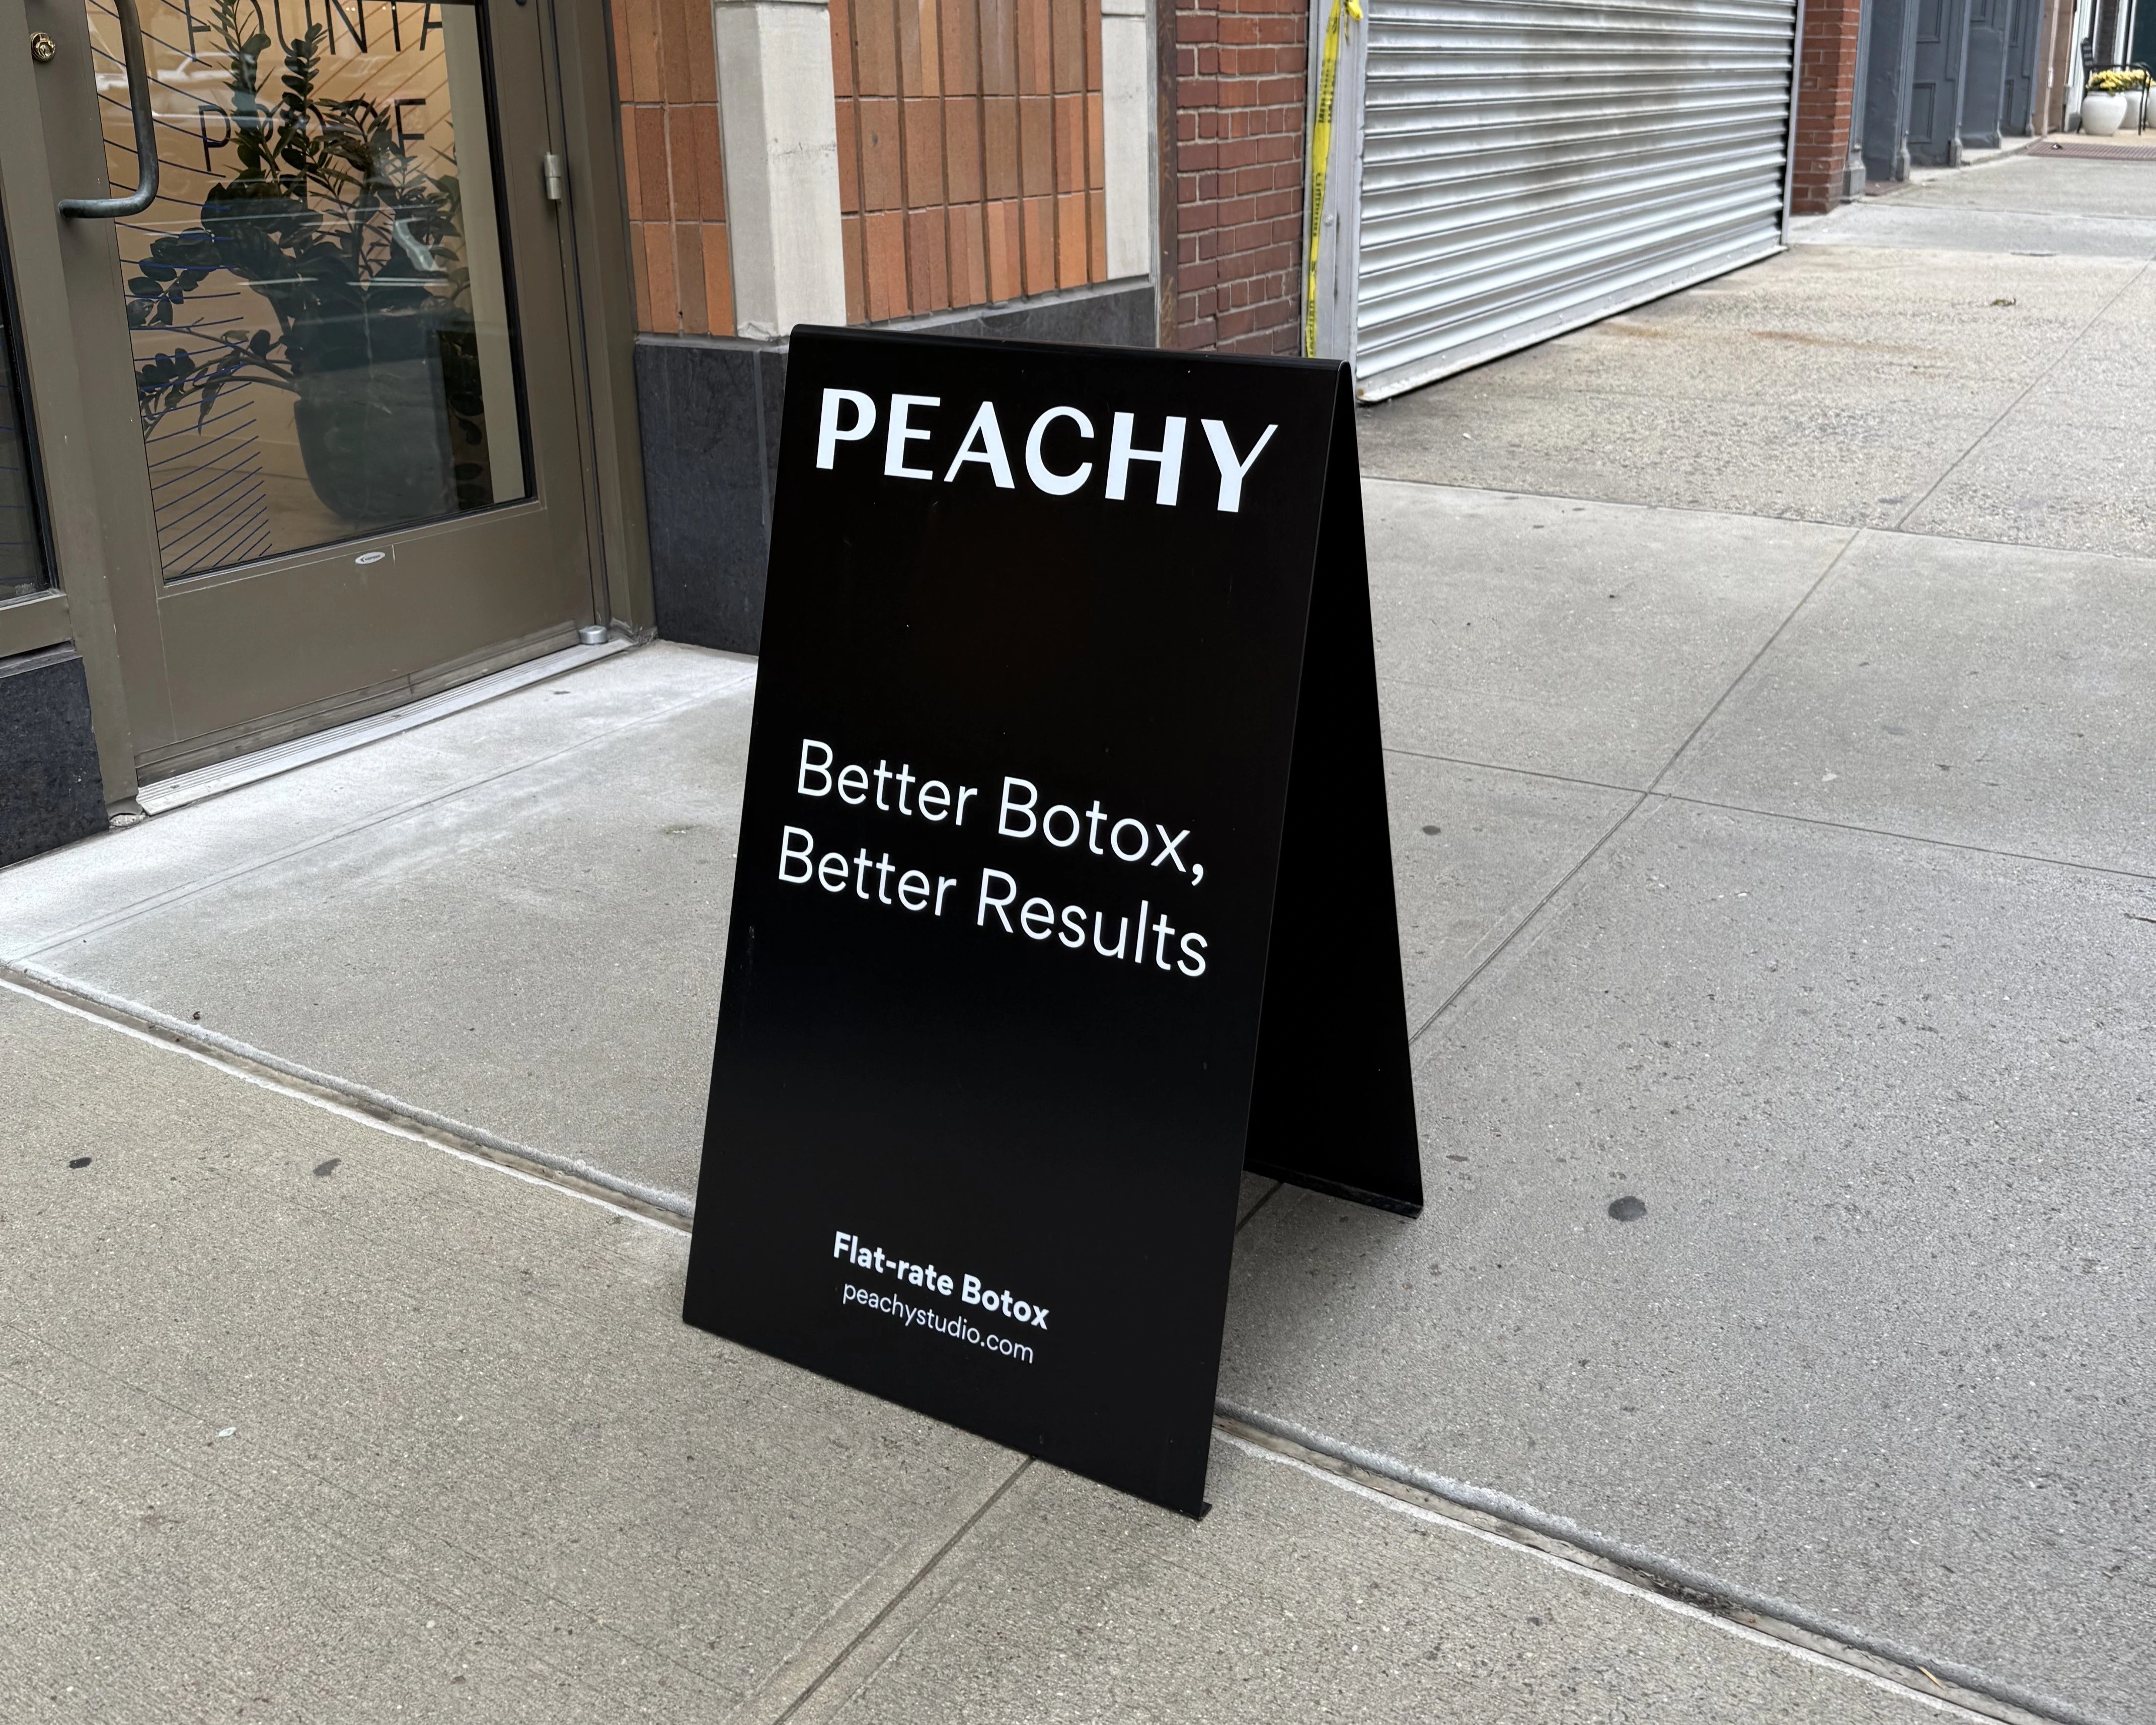 PEACHY
Better Botox,
Better Results
Flat-rate Botox
peachystudio.com